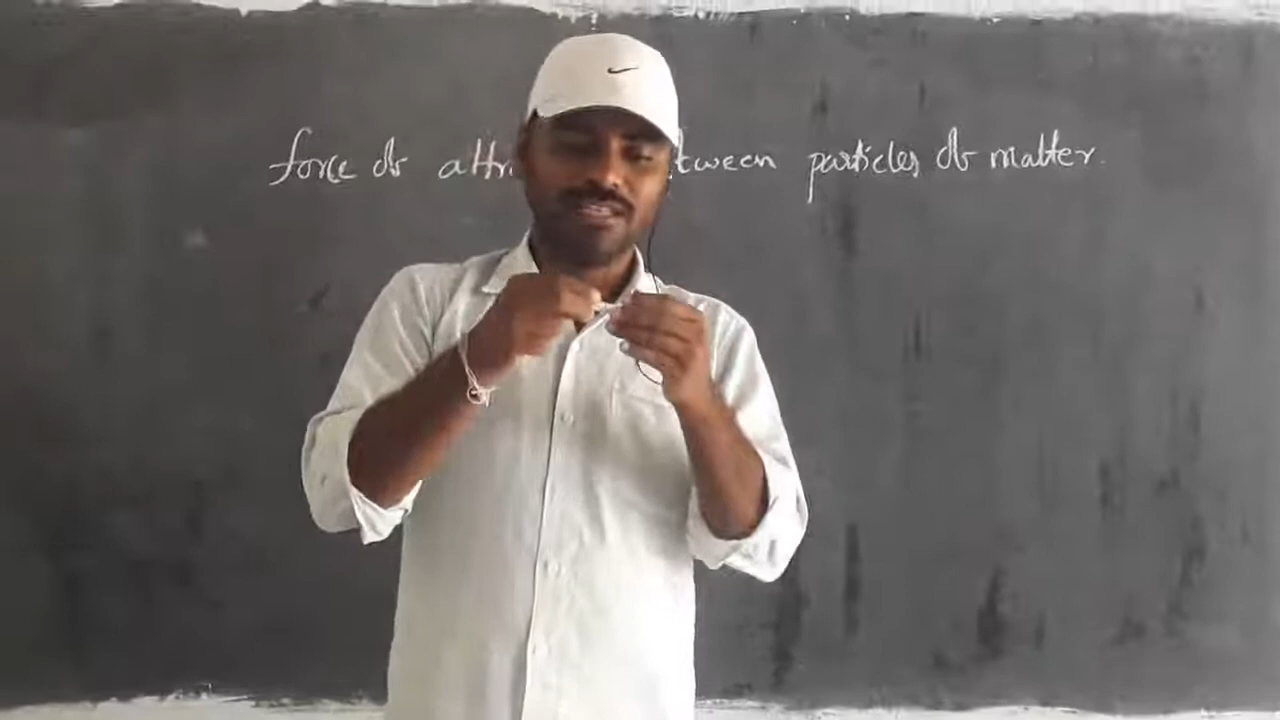 force of attr tween particles of matter.